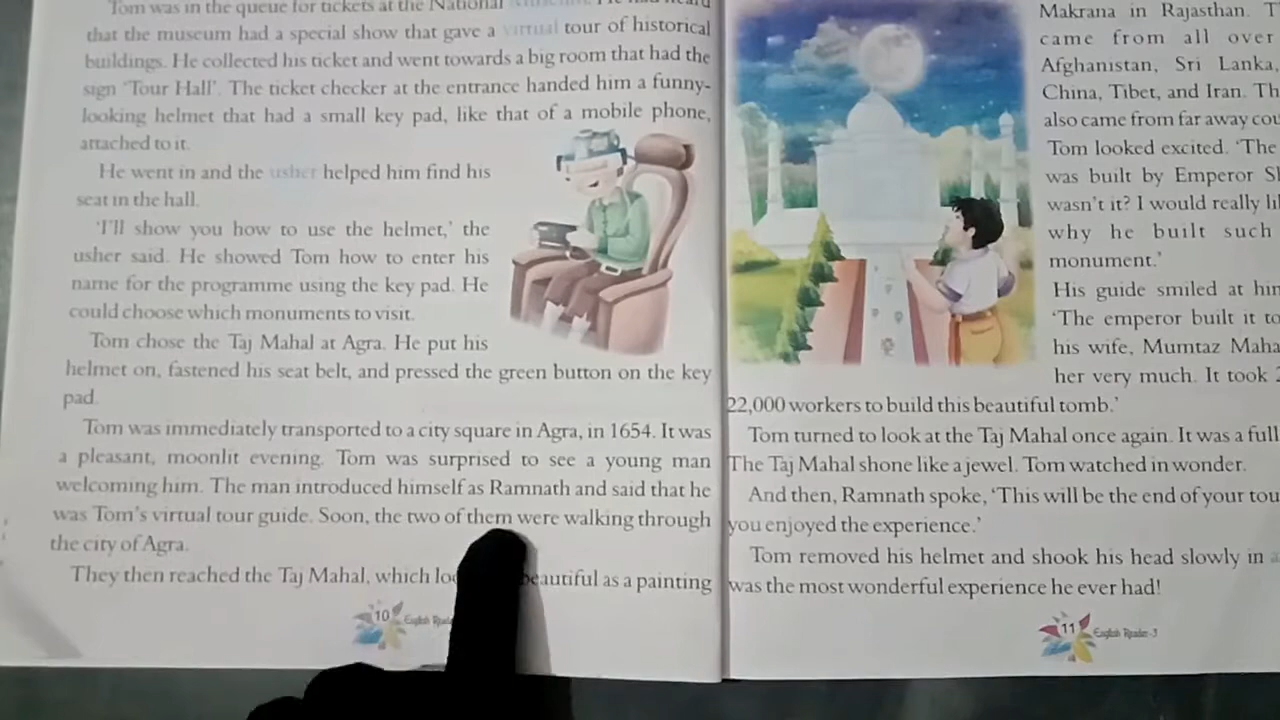 Tom was in the queue for tickets at the National
that the museum had a special show that gave a virtual tour of historical
buildings. He collected his ticket and went towards a big room that had the
sign 'Tour Hall'. The ticket checker at the entrance handed him a funny-
looking helmet that had a small key pad, like that of a mobile phone,
attached to it.
He went in and the usher helped him find his
seat in the hall.
'I'll show you how to use the helmet,' the
usher said. He showed Tom how to enter his
name for the programme using the key pad. He
could choose which monuments to visit.
Tom chose the Taj Mahal at Agra. He put his
helmet on, fastened his seat belt, and pressed the green button on the key
pad.
Tom was immediately transported to a city square in Agra, in 1654. It was
a pleasant, moonlit evening. Tom was surprised to see a young man
welcoming him. The man introduced himself as Ramnath and said that he
was Tom's virtual tour guide. Soon, the two of them were walking through
the city of Agra.
They then reached the Taj Mahal, which beautiful as a painting
10 English
Makrana in Rajasthan.
came from all over
Afghanistan, Sri Lanka,
China, Tibet, and Iran.
also came from far away
Tom looked excited. 'The
was built by Emperor
wasn't it? I would really
why he built such
monument.'
His guide smiled at
'The emperor built it
his wife, Mumtaz
her very much. It took
22,000 workers to build this beautiful tomb.'
Tom turned to look at the Taj Mahal once again. It was a full
The Taj Mahal shone like a jewel. Tom watched in wonder.
And then, Ramnath spoke, 'This will be the end of your
you enjoyed the experience.'
Tom removed his helmet and shook his head slowly in
was the most wonderful experience he ever had!
11 English Reader-3